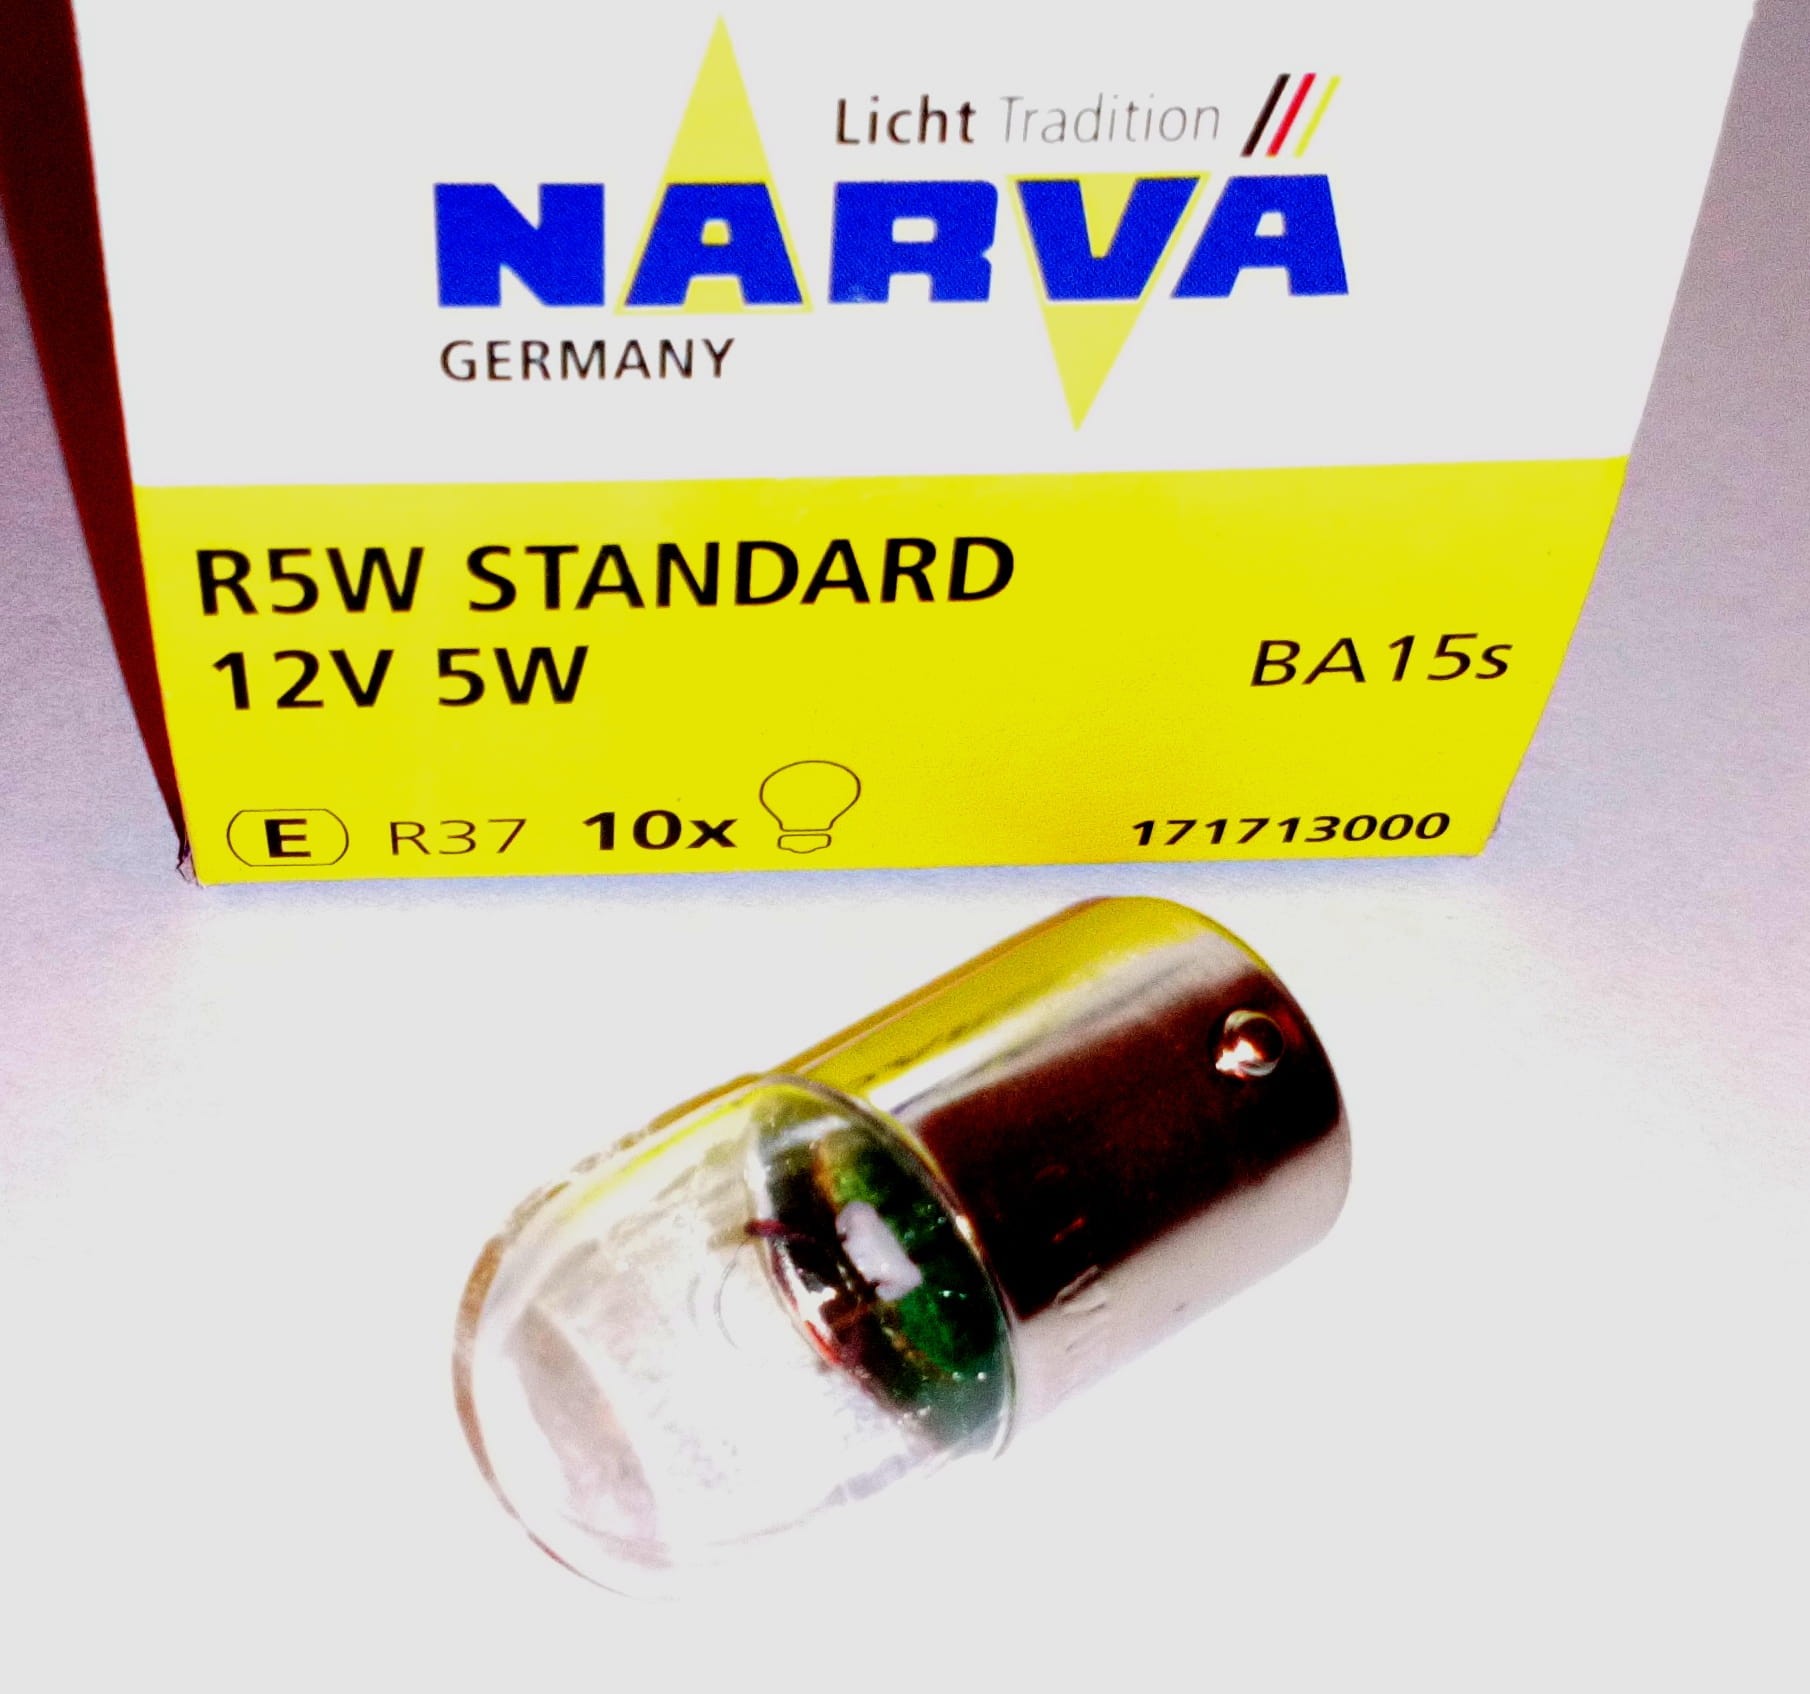 Licht Tradition
NARVA
GERMANY
R5W STANDARD
12V 5W
BA15s
E R37 10x
171713000